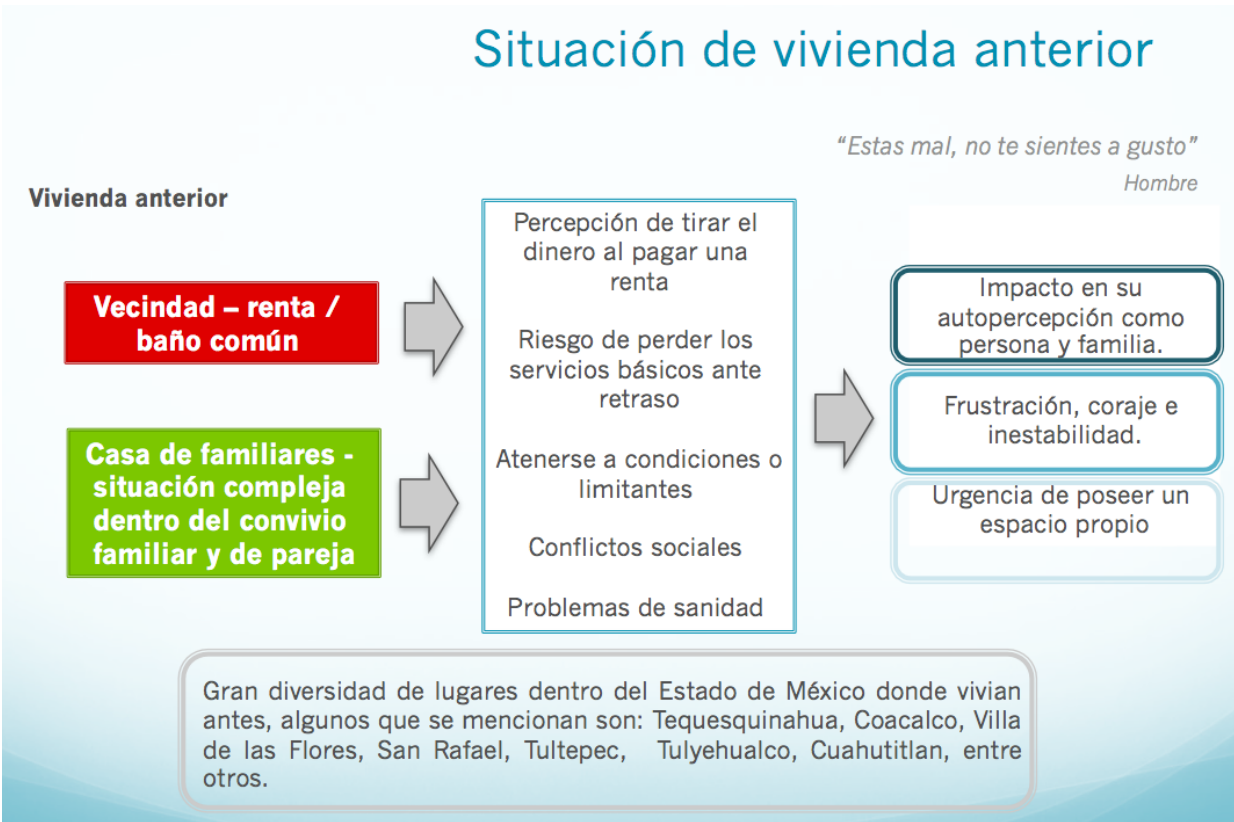 Situación de vivienda anterior
“Estas mal, no te sientes a gusto”
Hombre
Vivienda anterior
Vecindad – renta /
baño común
Casa de familiares -
situación compleja
dentro del convivio
familiar y de pareja
Percepción de tirar el
dinero al pagar una
renta
Riesgo de perder los
servicios básicos ante
retraso
Atenerse a condiciones o
limitantes
Conflictos sociales
Problemas de sanidad
Impacto en su
autopercepción como
persona y familia.
Frustración, coraje e
inestabilidad.
Urgencia de poseer un
espacio propio
Gran diversidad de lugares dentro del Estado de México donde vivian
antes, algunos que se mencionan son: Tequesquinahua, Coacalco, Villa
de las Flores, San Rafael, Tultepec, Tulyehualco, Cuahutitlan, entre
otros.